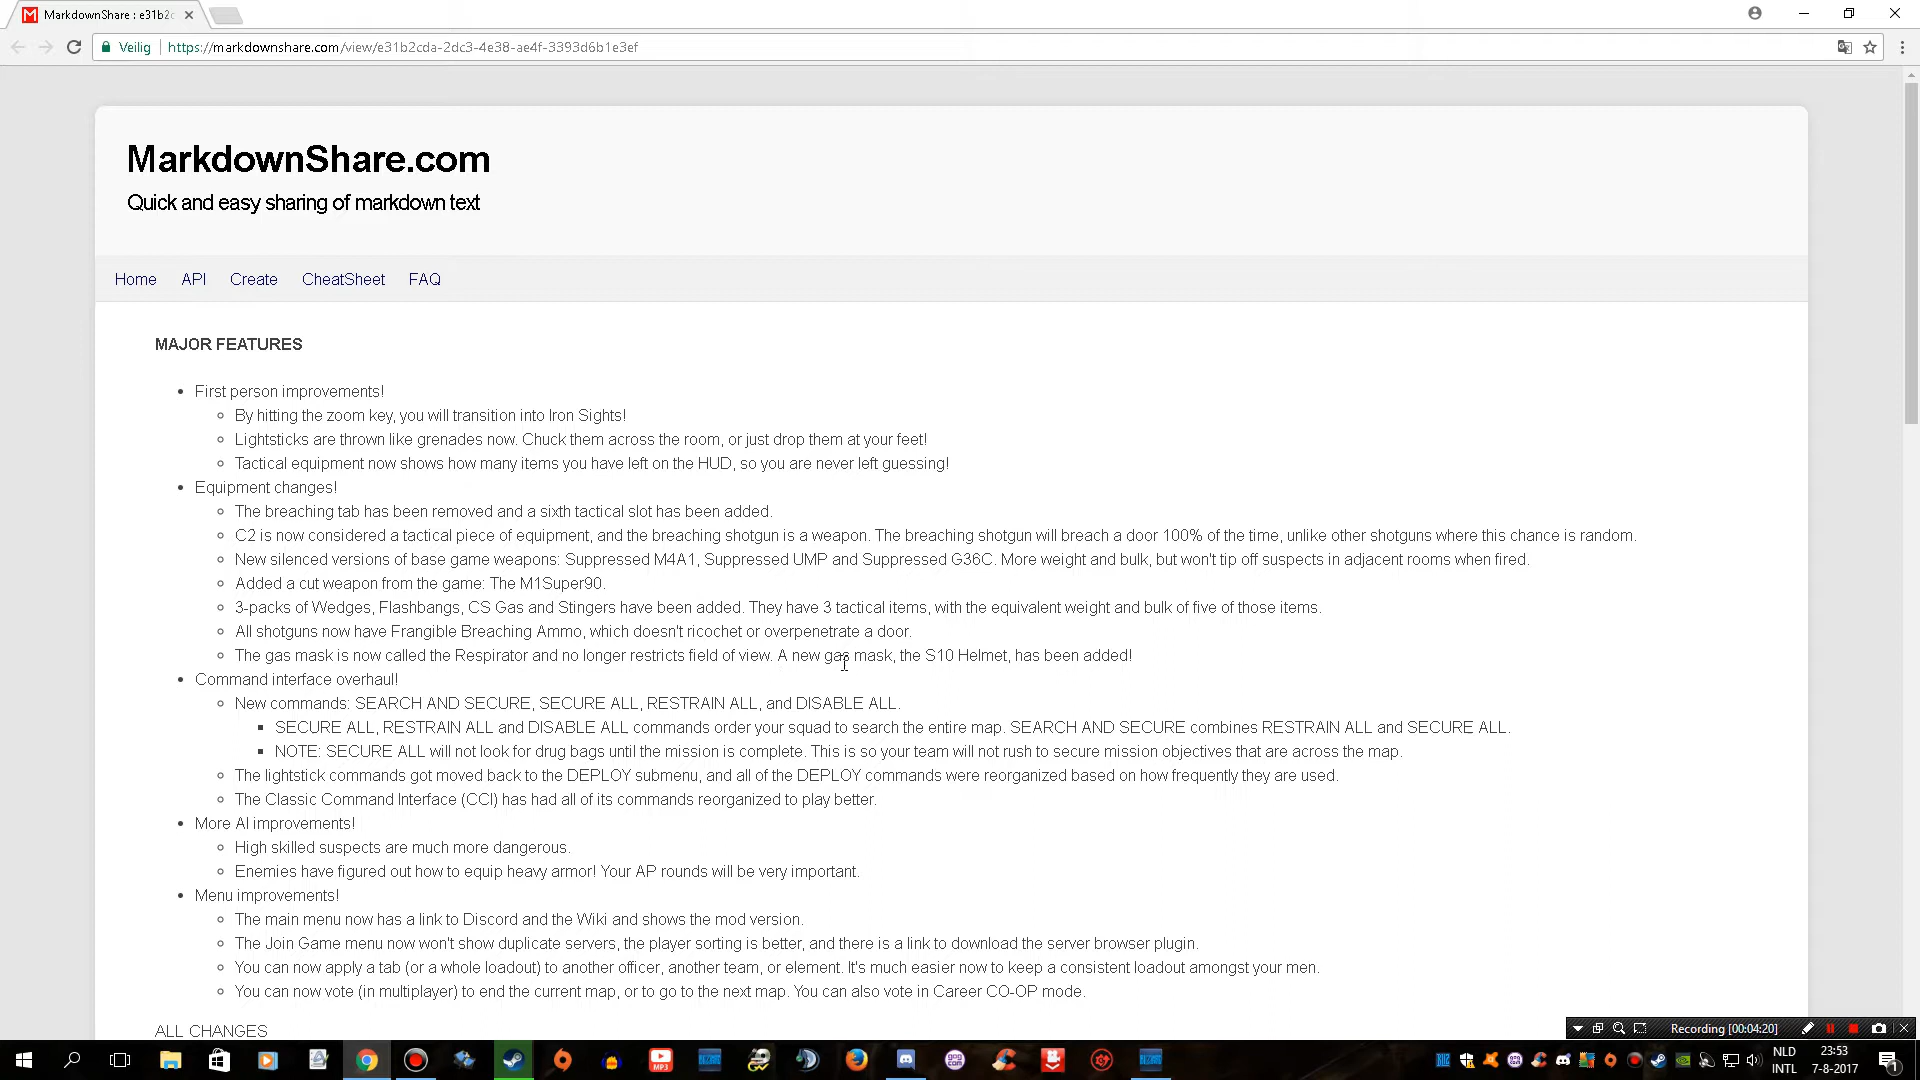 MarkdownShare : e31b2c
Veilig
https://markdownshare.com/view/e31b2cda-2dc3-4e38-ae4f-3393d6b1e3ef
MarkdownShare.com
Quick and easy sharing of markdown text
Home API Create CheatSheet FAQ
MAJOR FEATURES
First person improvements!
By hitting the zoom key, you will transition into Iron Sights!
Lightsticks are thrown like grenades now. Chuck them across the room, or just drop them at your feet!
Tactical equipment now shows how many items you have left on the HUD, so you are never left guessing!
Equipment changes!
The breaching tab has been removed and a sixth tactical slot has been added.
C2 is now considered a tactical piece of equipment, and the breaching shotgun is a weapon. The breaching shotgun will breach a door 100% of the time, unlike other shotguns where this chance is random.
New silenced versions of base game weapons: Suppressed M4A1, Suppressed UMP and Suppressed G36C. More weight and bulk, but won't tip off suspects in adjacent rooms when fired.
Added a cut weapon from the game: The M1Super90.
3-packs of Wedges, Flashbangs, CS Gas and Stingers have been added. They have 3 tactical items, with the equivalent weight and bulk of five of those items.
All shotguns now have Frangible Breaching Ammo, which doesn't ricochet or overpenetrate a door.
The gas mask is now called the Respirator and no longer restricts field of view. A new gas mask, the S10 Helmet, has been added!
Command interface overhaul!
New commands: SEARCH AND SECURE, SECURE ALL, RESTRAIN ALL, and DISABLE ALL.
SECURE ALL, RESTRAIN ALL and DISABLE ALL commands order your squad to search the entire map. SEARCH AND SECURE combines RESTRAIN ALL and SECURE ALL.
NOTE: SECURE ALL will not look for drug bags until the mission is complete. This is so your team will not rush to secure mission objectives that are across the map.
The lightstick commands got moved back to the DEPLOY submenu, and all of the DEPLOY commands were reorganized based on how frequently they are used.
The Classic Command Interface (CCI) has had all of its commands reorganized to play better.
More AI improvements!
High skilled suspects are much more dangerous.
Enemies have figured out how to equip heavy armor! Your AP rounds will be very important.
Menu improvements!
The main menu now has a link to Discord and the Wiki and shows the mod version.
The Join Game menu now won't show duplicate servers, the player sorting is better, and there is a link to download the server browser plugin.
You can now apply a tab (or a whole loadout) to another officer, another team, or element. It's much easier now to keep a consistent loadout amongst your men.
You can now vote (in multiplayer) to end the current map, or to go to the next map. You can also vote in Career CO-OP mode.
ALL CHANGES
Recording [00:04:20]
MP3
NLD
INTL
23:53
7-8-2017